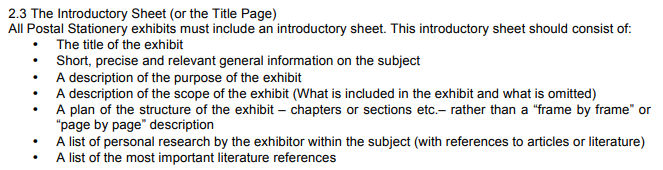 2.3 The Introductory Sheet (or the Title Page)
All Postal Stationery exhibits must include an introductory sheet. This introductory sheet should consist of:
• The title of the exhibit
• Short, precise and relevant general information on the subject
• A description of the purpose of the exhibit
• A description of the scope of the exhibit (What is included in the exhibit and what is omitted)
• A plan of the structure of the exhibit – chapters or sections etc.– rather than a “frame by frame” or
“page by page” description
• A list of personal research by the exhibitor within the subject (with references to articles or literature)
• A list of the most important literature references